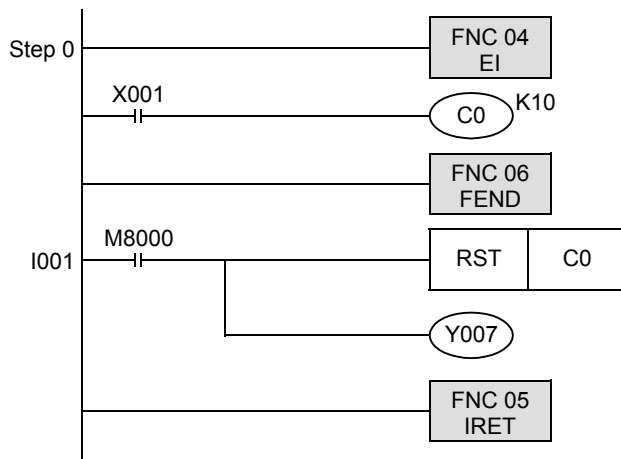 Step 0
FNC 04
EI
X001
C0
K10
FNC 06
FEND
I001
M8000
RST
C0
Y007
FNC 05
IRET